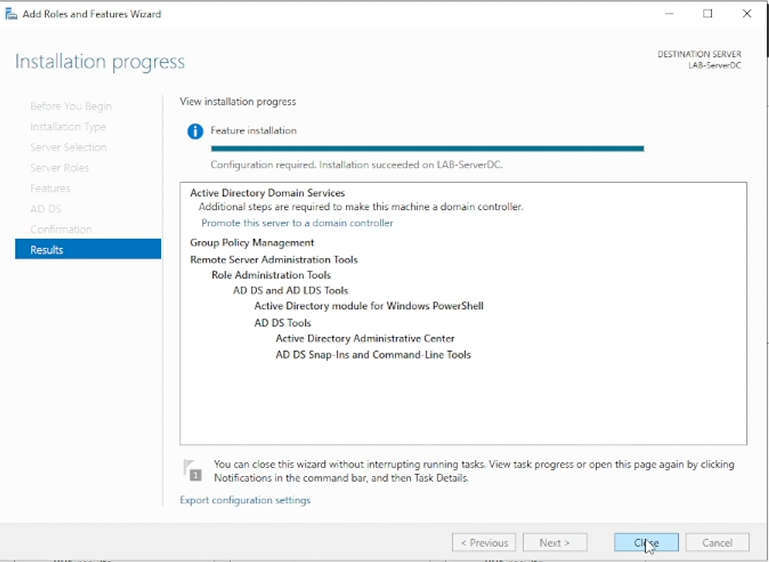 Add Roles and Features Wizard
Installation progress
DESTINATION SERVER
LAB-ServerDC
Before You Begin
Installation Type
Server Selection
Server Roles
Features
AD DS
Confirmation
Results
View installation progress
Feature installation
Configuration required. Installation succeeded on LAB-ServerDC.
Active Directory Domain Services
Additional steps are required to make this machine a domain controller.
Promote this server to a domain controller
Group Policy Management
Remote Server Administration Tools
Role Administration Tools
AD DS and AD LDS Tools
Active Directory module for Windows PowerShell
AD DS Tools
Active Directory Administrative Center
AD DS Snap-Ins and Command-Line Tools
1
You can close this wizard without interrupting running tasks. View task progress or open this page again by clicking
Notifications in the command bar, and then Task Details.
Export configuration settings
< Previous
Next >
Close
Cancel